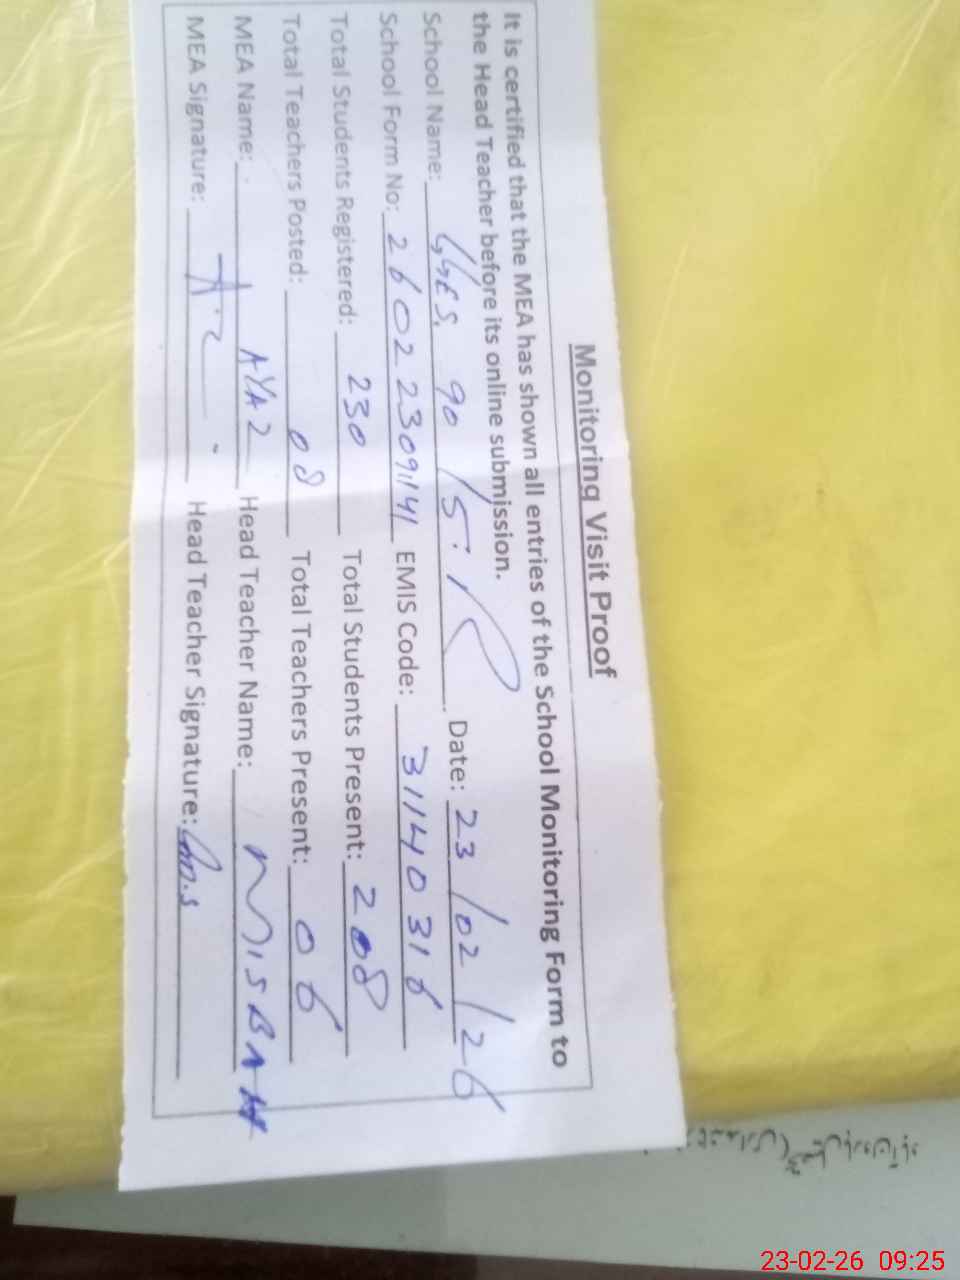 Monitoring Visit Proof
It is certified that the MEA has shown all entries of the School Monitoring Form to
the Head Teacher before its online submission.
School Name: GGES. 90/5.R Date: 23/02/26
School Form No: 260223091141 EMIS Code: 31140316
Total Students Registered: 230 Total Students Present: 208
Total Teachers Posted: 08 Total Teachers Present: 06
MEA Name: AYAZ Head Teacher Name: MISBAH
MEA Signature: Head Teacher Signature:
23-02-26 09:25